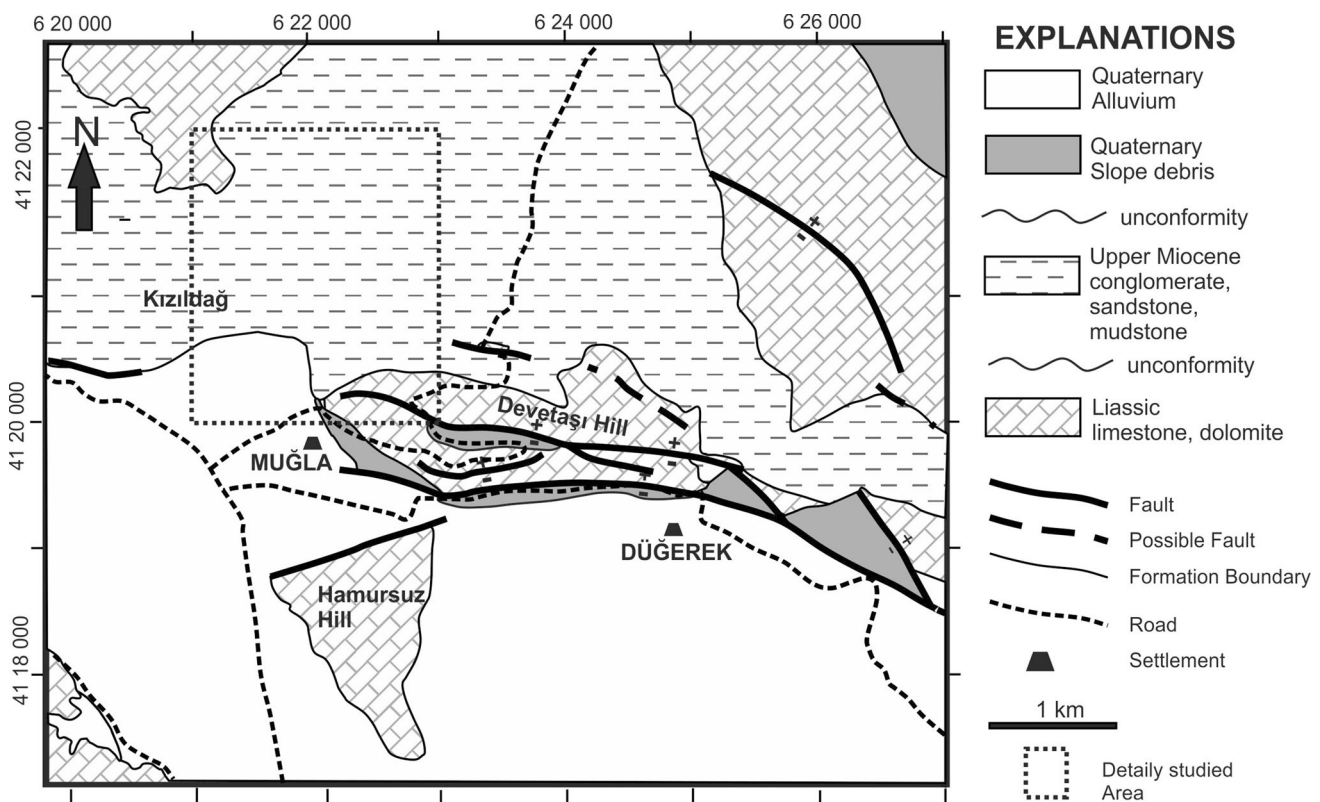 6 20 000
6 22 000
6 24 000
6 26 000
41 22 000
41 20 000
41 18 000
N
Kızıldağ
Devetaşı Hill
MUĞLA
DÜĞEREK
Hamursuz
Hill
EXPLANATIONS
Quaternary
Alluvium
Quaternary
Slope debris
unconformity
Upper Miocene
conglomerate,
sandstone,
mudstone
unconformity
Liassic
limestone, dolomite
Fault
Possible Fault
Formation Boundary
Road
Settlement
1 km
Detaily studied
Area